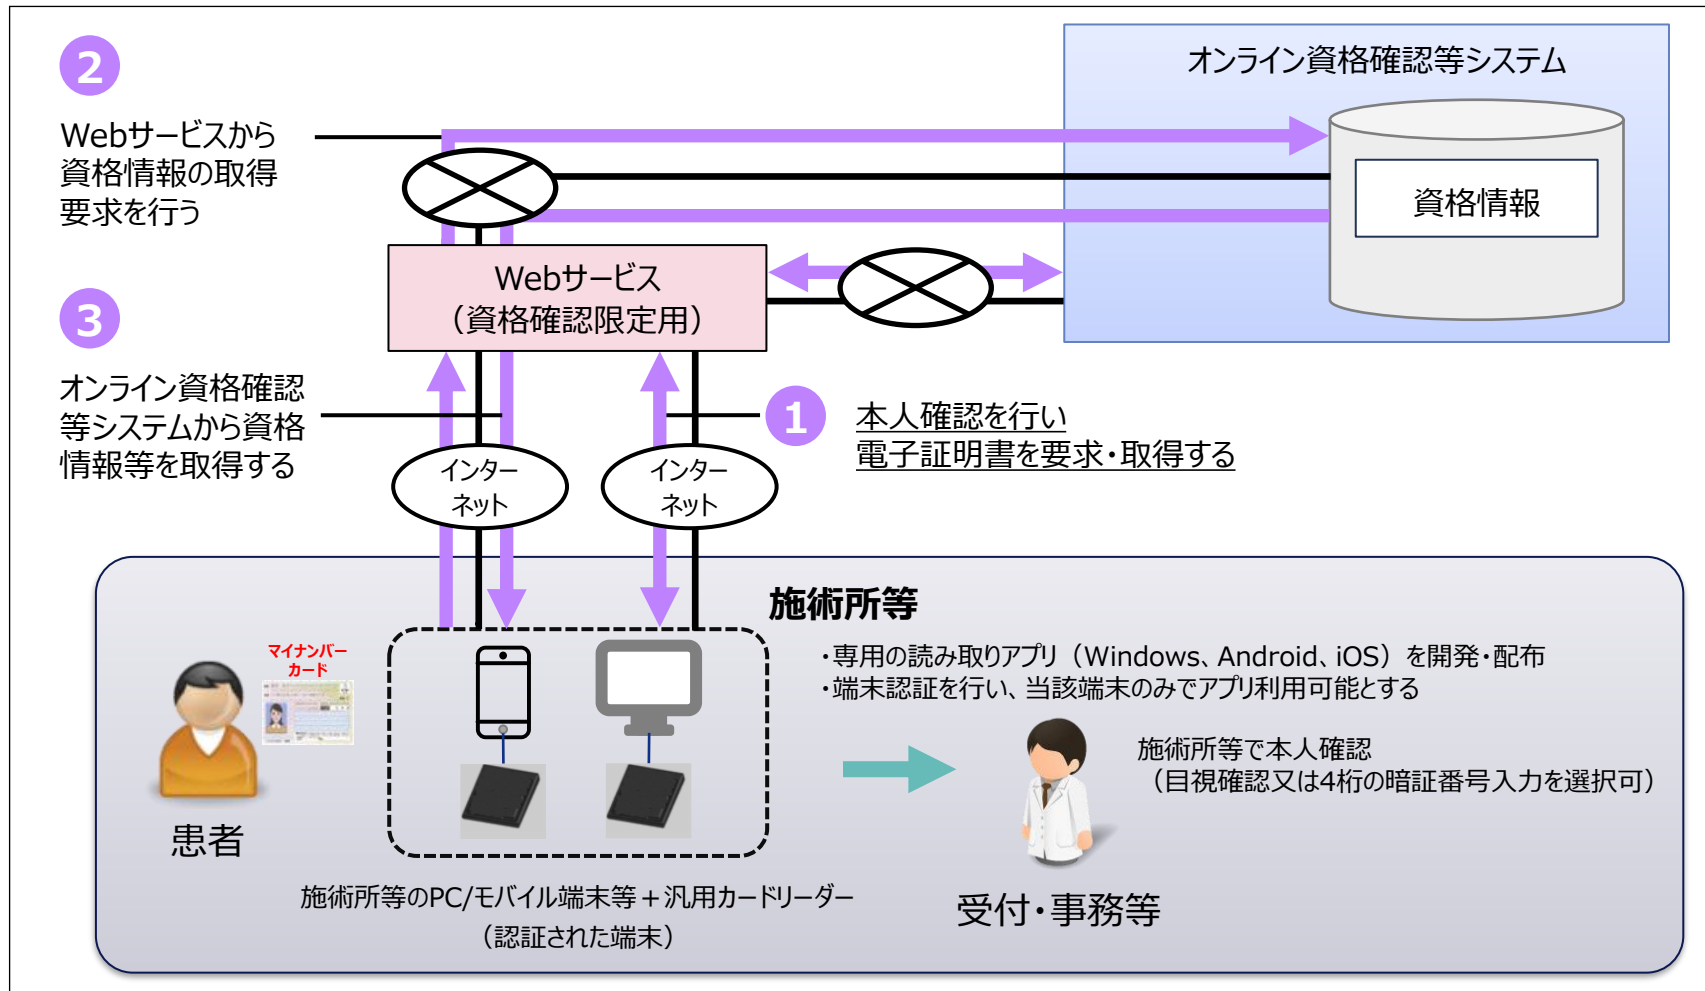 2
Webサービスから
資格情報の取得
要求を行う
オンライン資格確認等システム
資格情報
Webサービス
（資格確認限定用）
3
オンライン資格確認
等システムから資格
情報等を取得する
1
本人確認を行い
電子証明書を要求・取得する
インター
ネット
インター
ネット
施術所等
・専用の読み取りアプリ（Windows、Android、iOS）を開発・配布
・端末認証を行い、当該端末のみでアプリ利用可能とする
マイナンバー
カード
患者
施術所等で本人確認
（目視確認又は4桁の暗証番号入力を選択可）
施術所等のPC/モバイル端末等＋汎用カードリーダー
（認証された端末）
受付・事務等